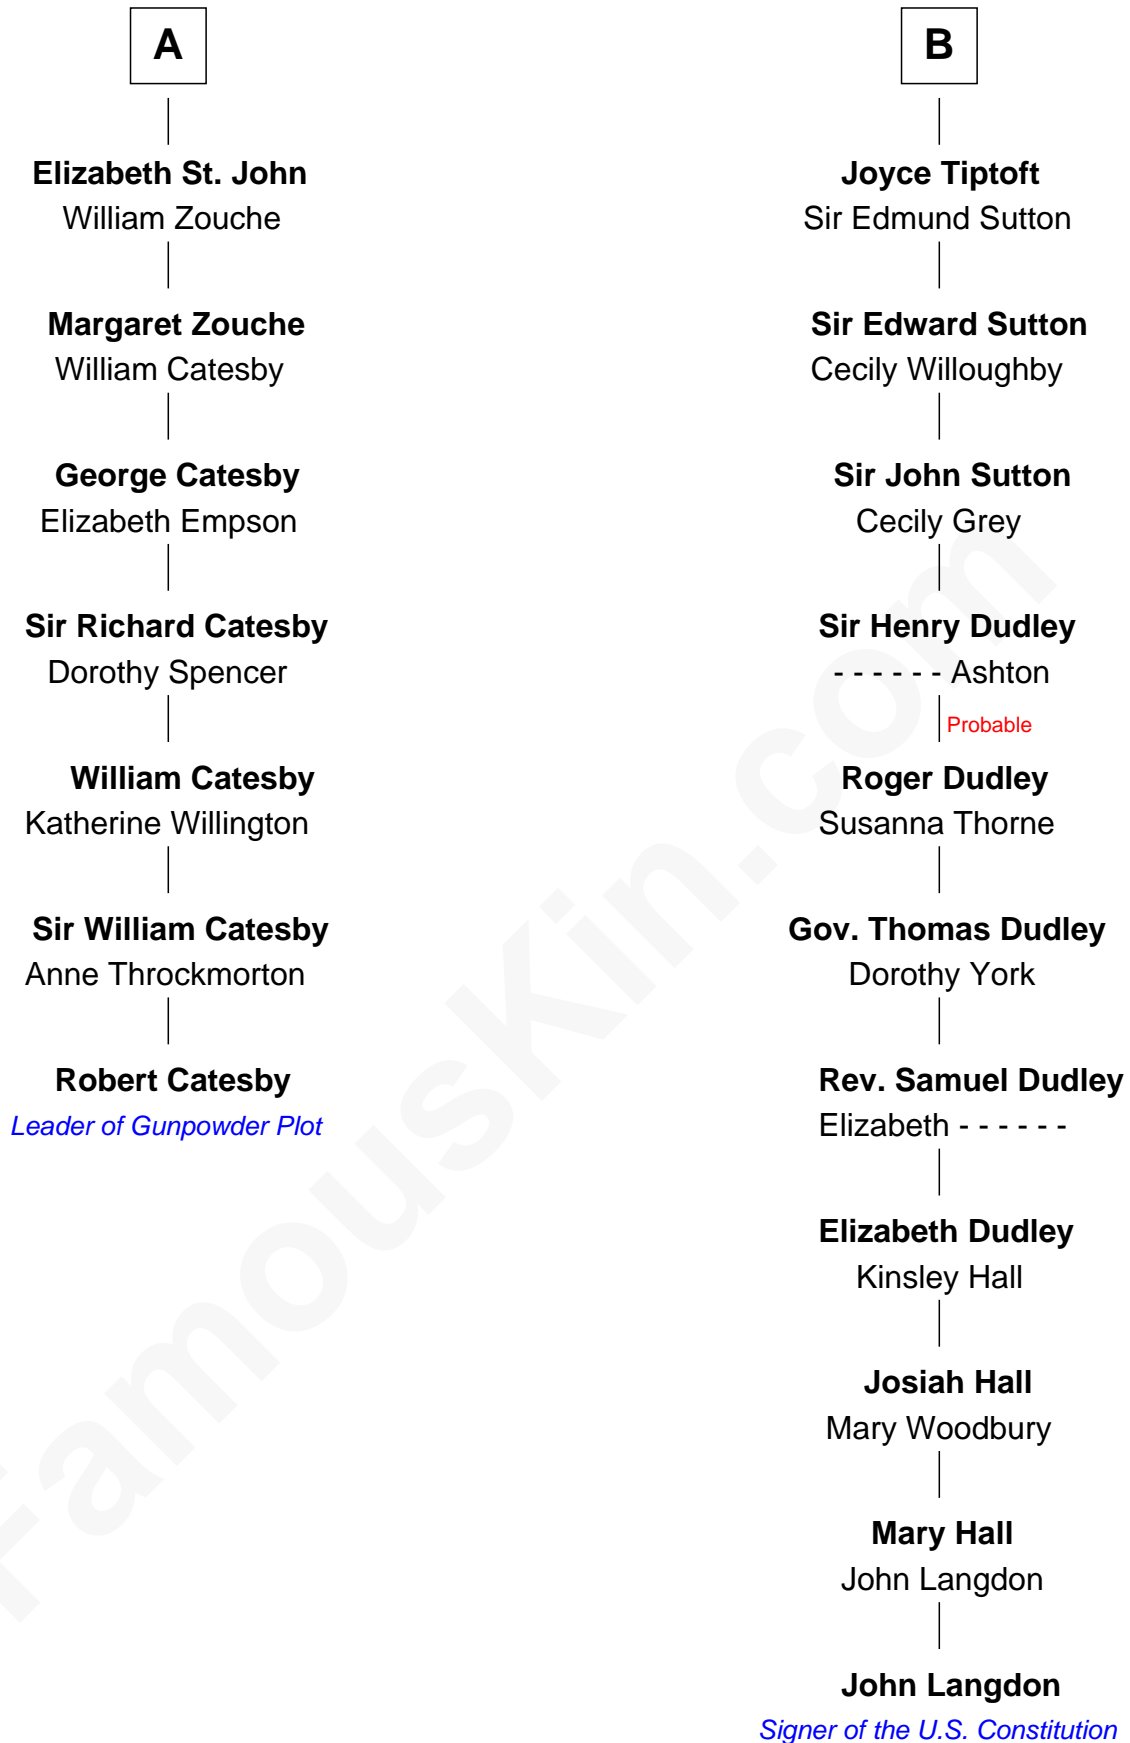 A
Elizabeth St. John
William Zouche
Margaret Zouche
William Catesby
George Catesby
Elizabeth Empson
Sir Richard Catesby
Dorothy Spencer
William Catesby
Katherine Willington
Sir William Catesby
Anne Throckmorton
Robert Catesby
Leader of Gunpowder Plot
B
Joyce Tiptoft
Sir Edmund Sutton
Sir Edward Sutton
Cecily Willoughby
Sir John Sutton
Cecily Grey
Sir Henry Dudley
- - - - - - Ashton
Probable
Roger Dudley
Susanna Thorne
Gov. Thomas Dudley
Dorothy York
Rev. Samuel Dudley
Elizabeth - - - - - -
Elizabeth Dudley
Kinsley Hall
Josiah Hall
Mary Woodbury
Mary Hall
John Langdon
John Langdon
Signer of the U.S. Constitution
FamousKin.com